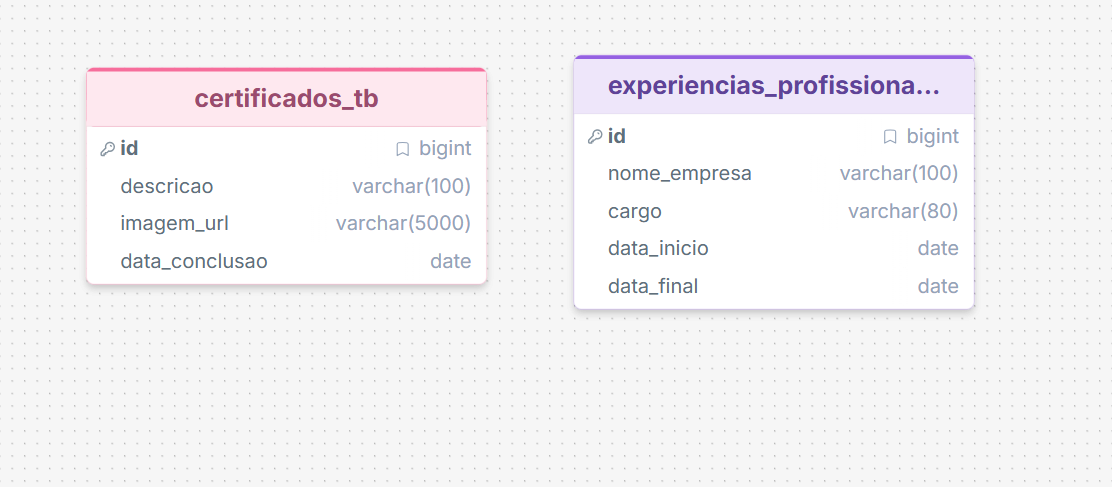 certificados_tb
id bigint
descricao varchar(100)
imagem_url varchar(5000)
data_conclusao date
experiencias_profissiona...
id bigint
nome_empresa varchar(100)
cargo varchar(80)
data_inicio date
data_final date